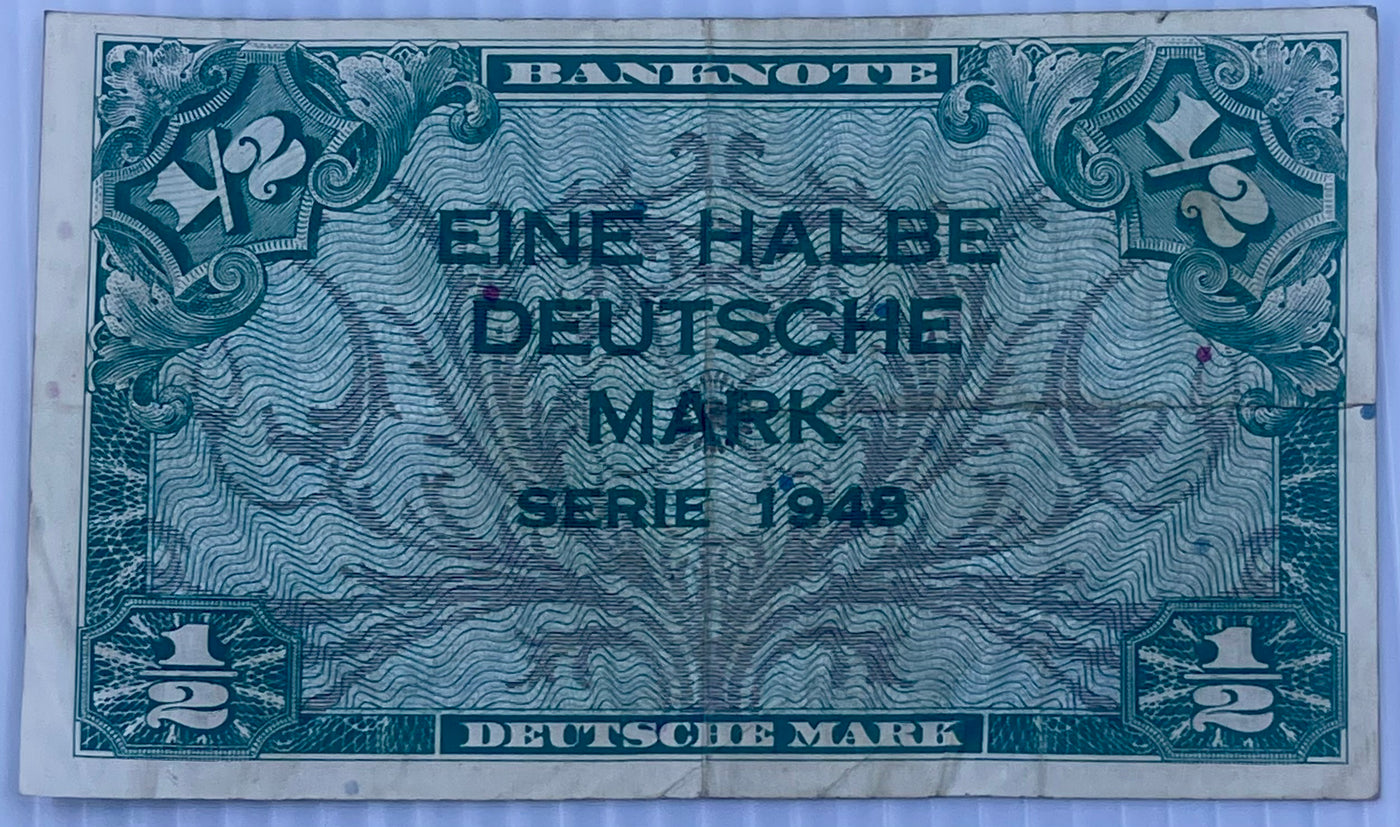 BANKNOTE
1/2
1/2
EINE HALBE
DEUTSCHE
MARK
SERIE 1948
1/2
1/2
DEUTSCHE MARK